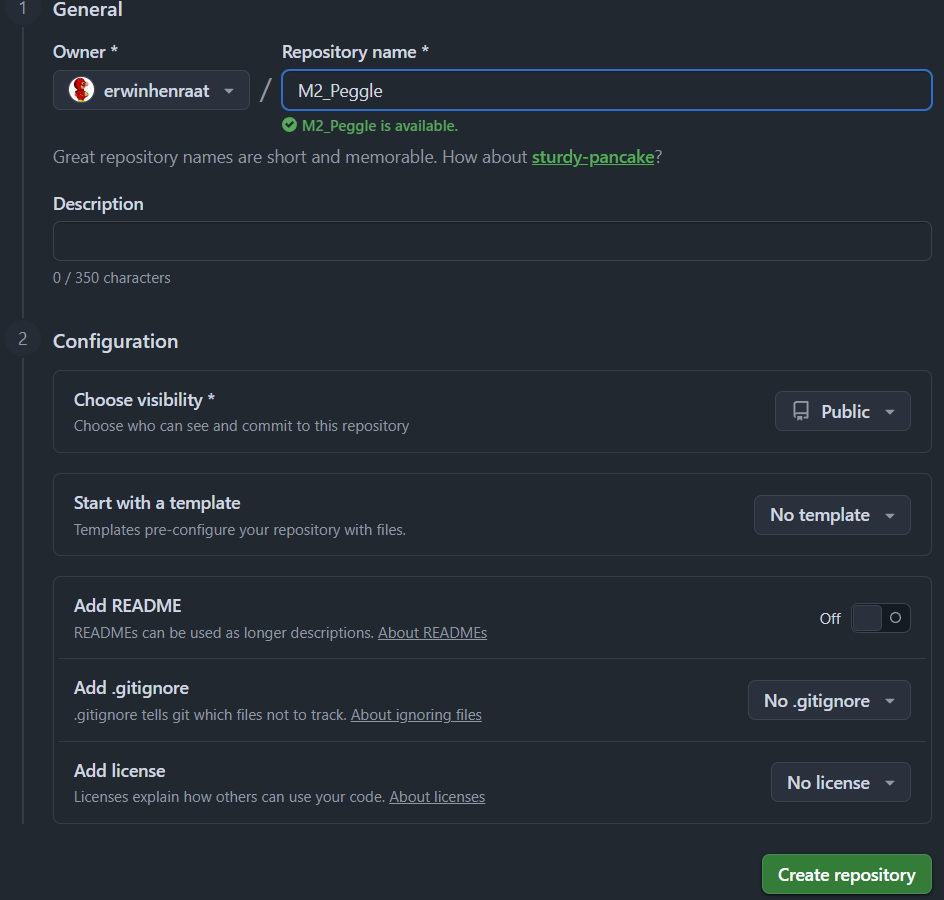 1
General
Owner *
Repository name *
erwinhenraat
/
M2_Peggle
M2_Peggle is available.
Great repository names are short and memorable. How about sturdy-pancake?
Description
0 / 350 characters
2
Configuration
Choose visibility *
Choose who can see and commit to this repository
Public
Start with a template
Templates pre-configure your repository with files.
No template
Add README
READMEs can be used as longer descriptions. About READMEs
Off
Add .gitignore
.gitignore tells git which files not to track. About ignoring files
No .gitignore
Add license
Licenses explain how others can use your code. About licenses
No license
Create repository